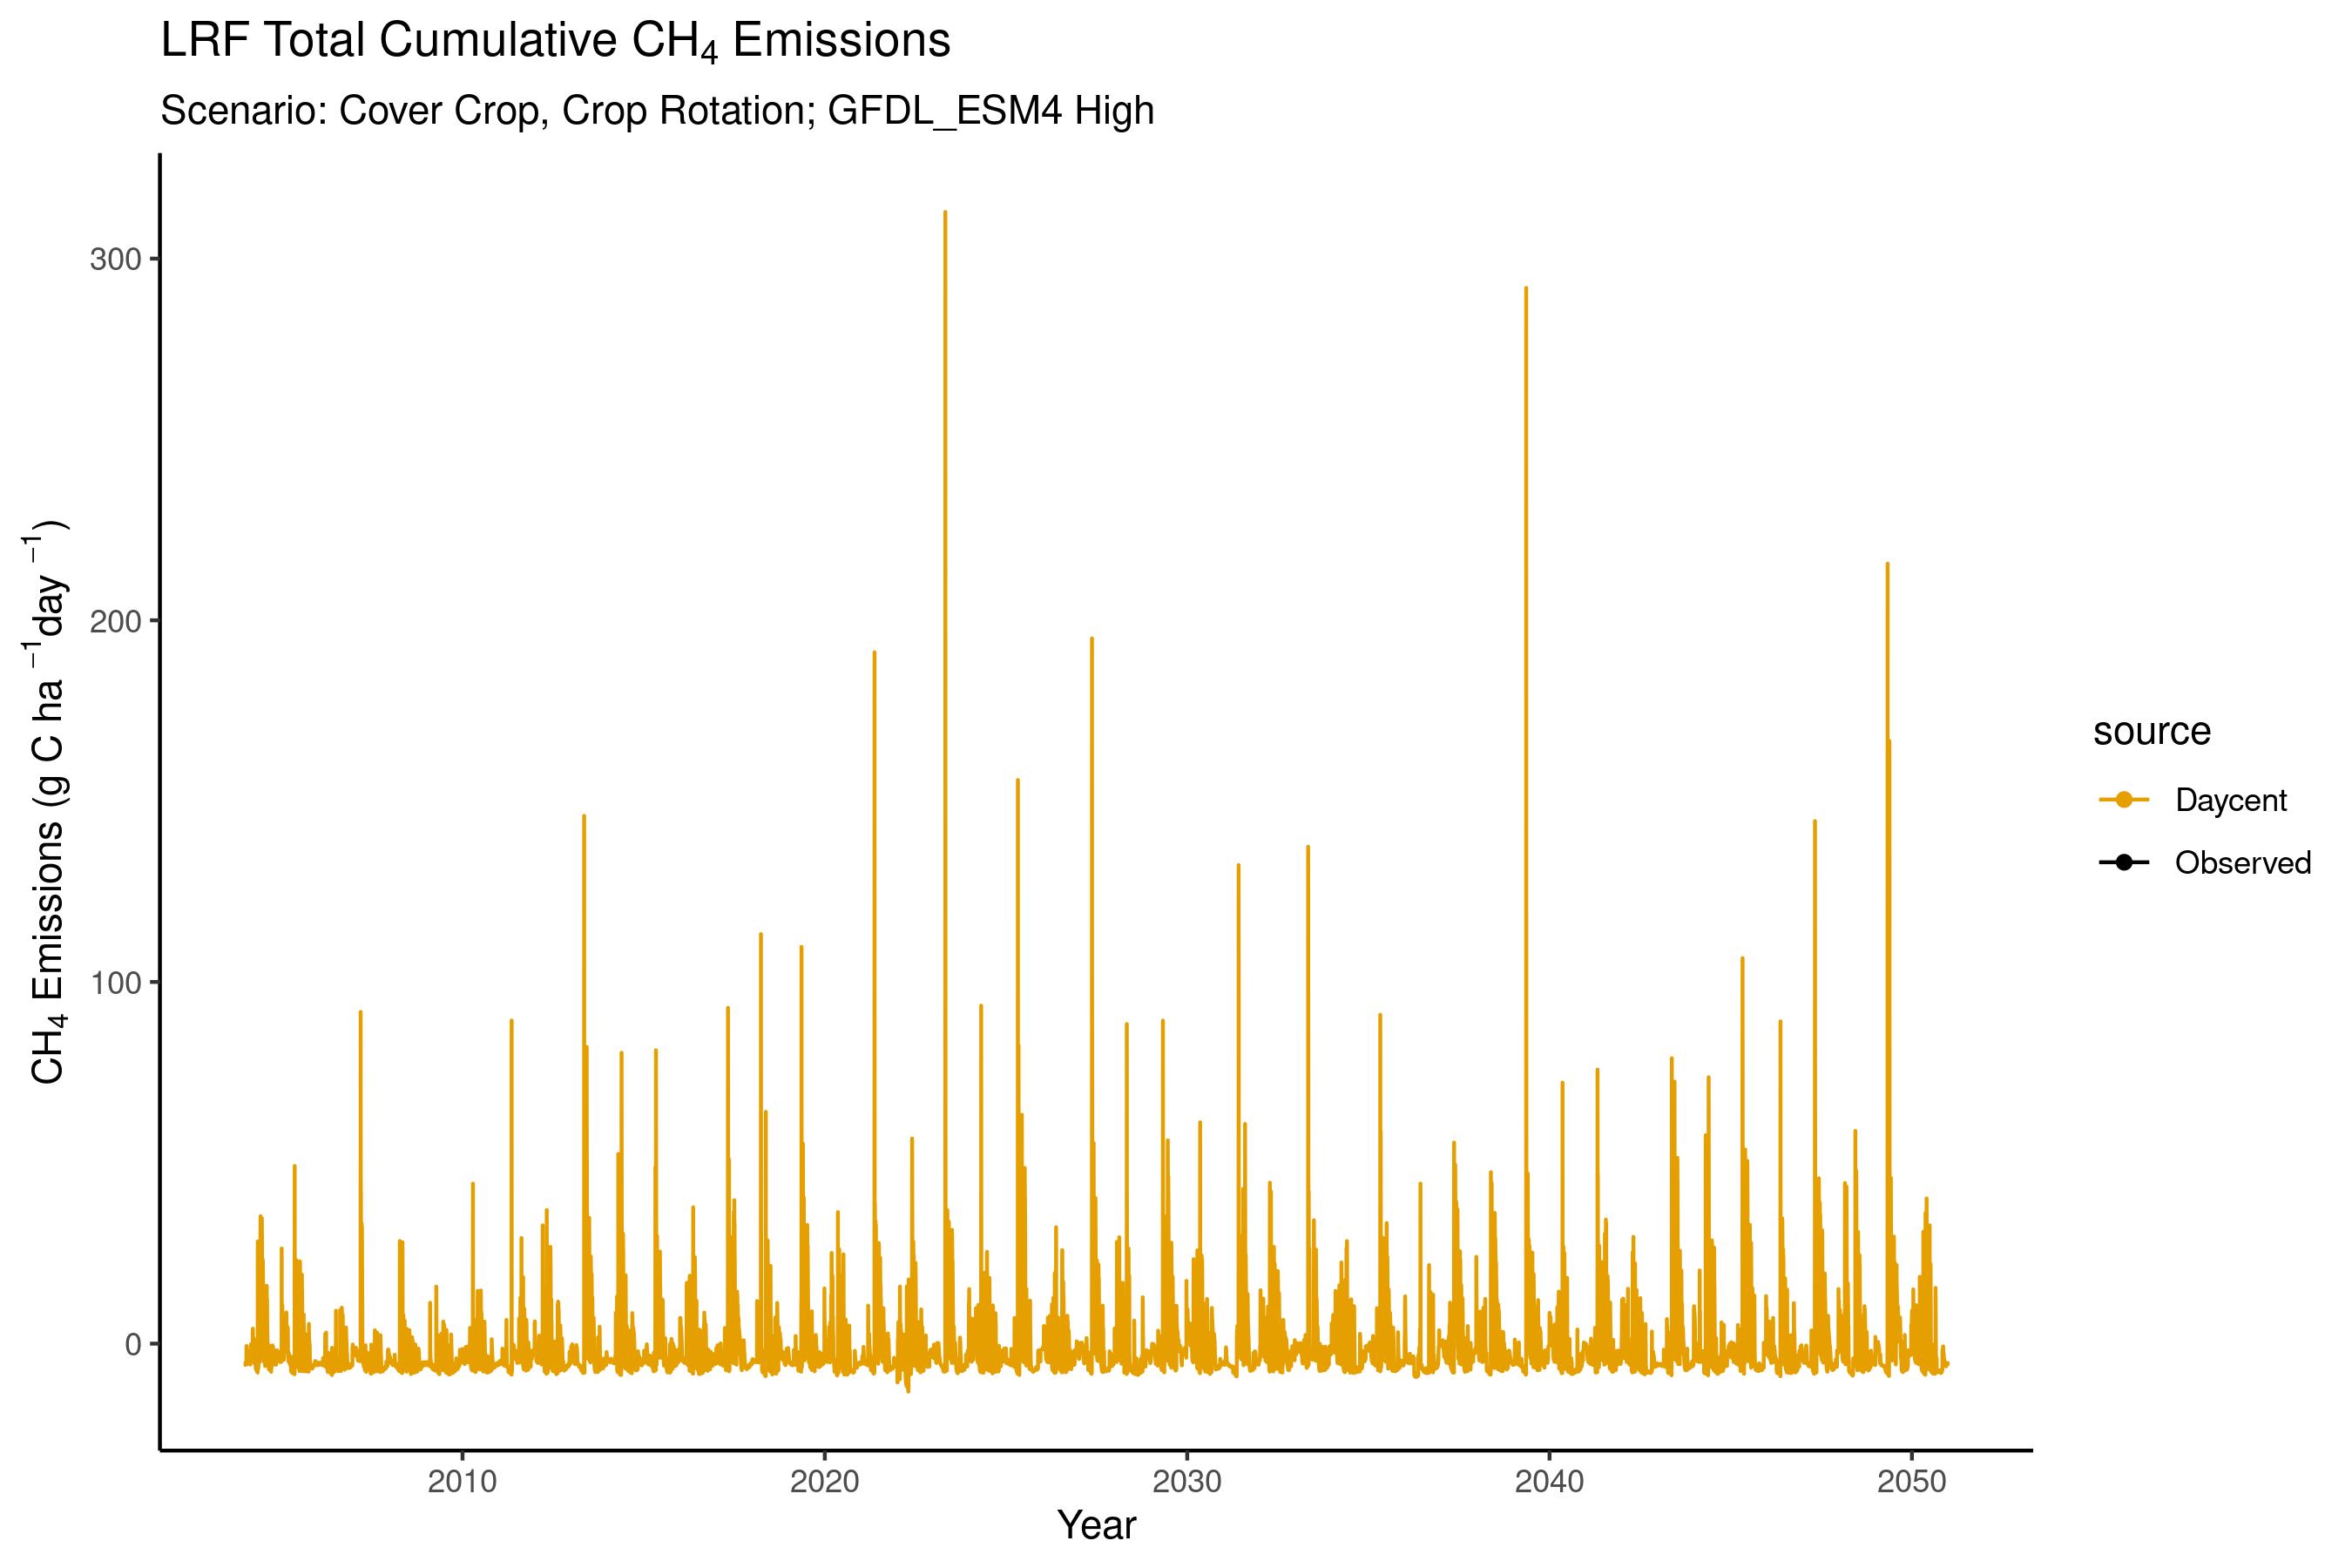 LRF Total Cumulative CH₄ Emissions
Scenario: Cover Crop, Crop Rotation; GFDL_ESM4 High
CH₄ Emissions (g C ha ⁻¹day ⁻¹)
300
200
100
0
2010 2020 2030 2040 2050
Year
source
Daycent
Observed